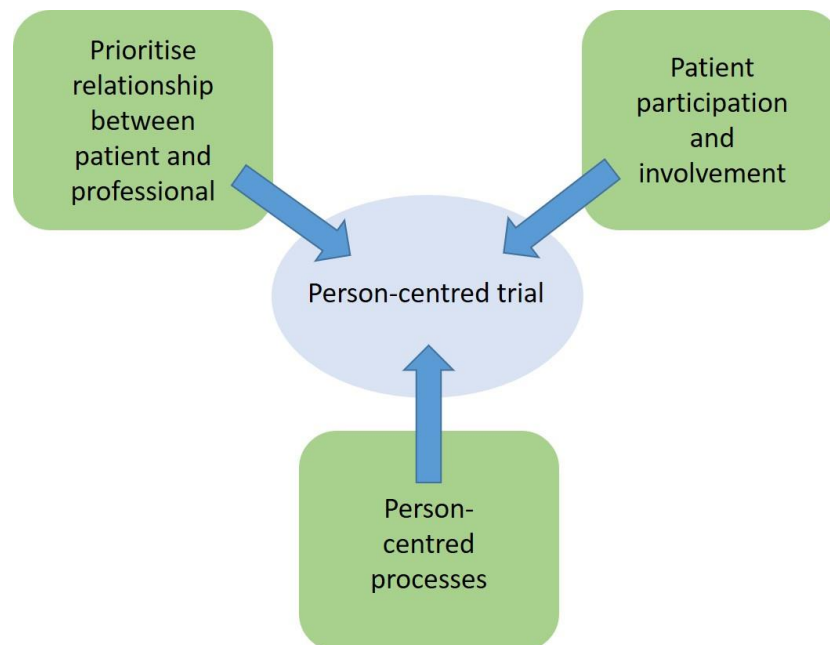 Prioritise
relationship
between
patient and
professional
Patient
participation
and
involvement
Person-centred trial
Person-
centred
processes